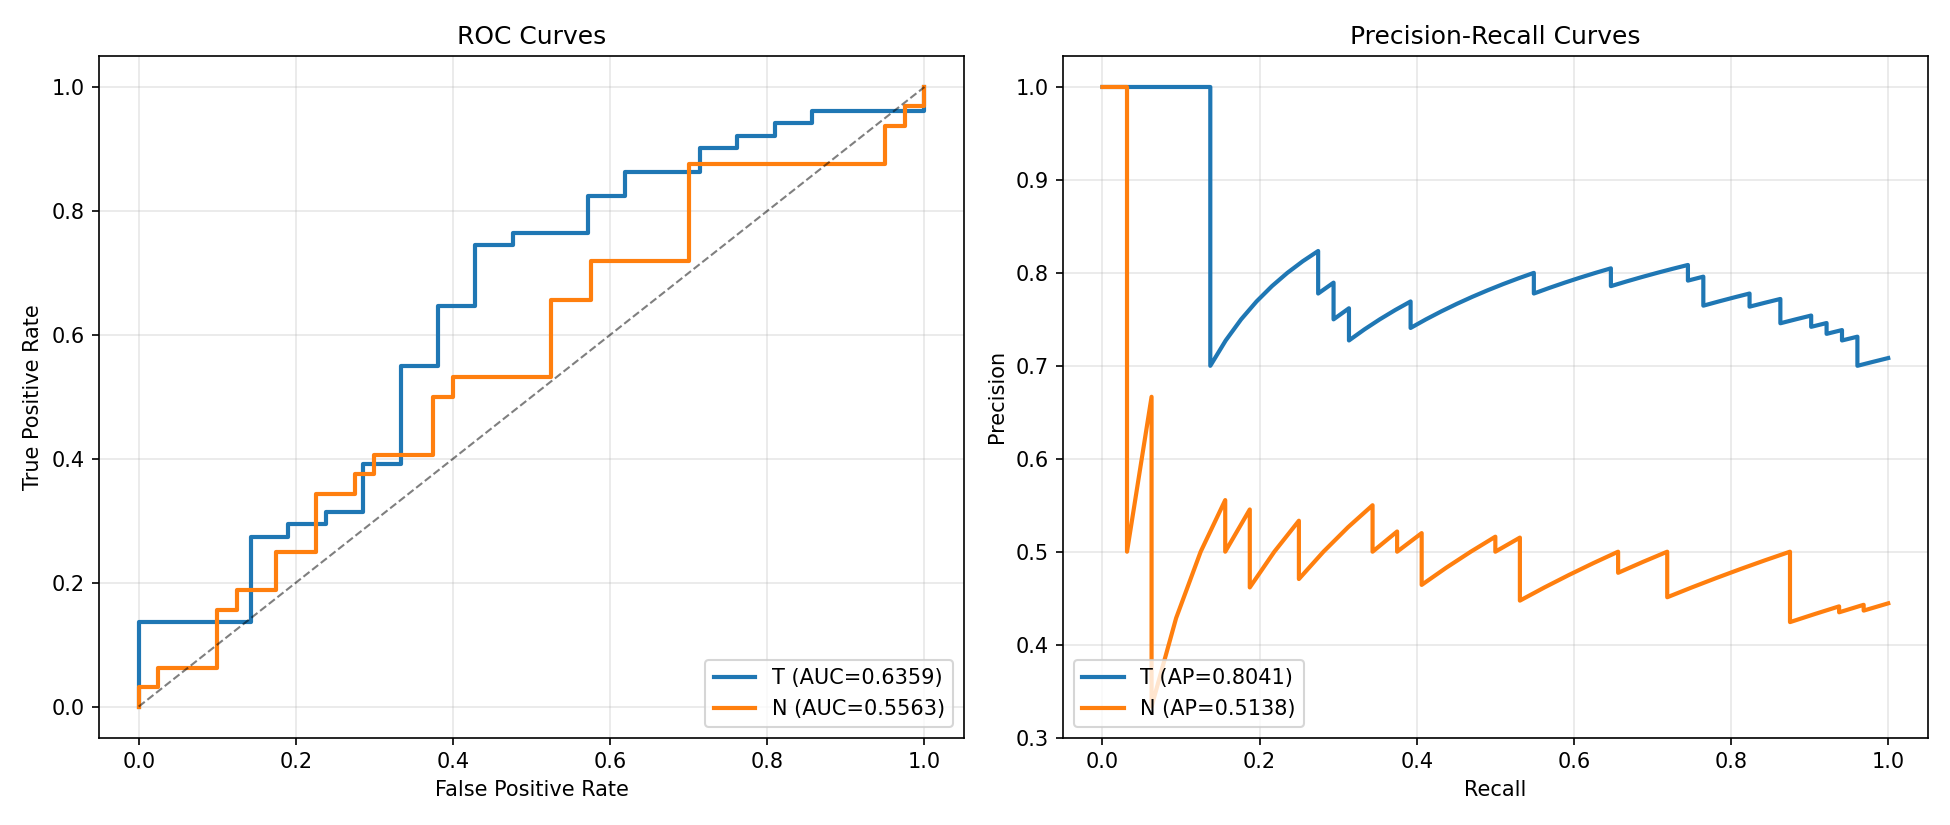 ROC Curves
True Positive Rate
1.0
0.8
0.6
0.4
0.2
0.0
0.0 0.2 0.4 0.6 0.8 1.0
False Positive Rate
T (AUC=0.6359)
N (AUC=0.5563)
Precision-Recall Curves
Precision
1.0
0.9
0.8
0.7
0.6
0.5
0.4
0.3
0.0 0.2 0.4 0.6 0.8 1.0
Recall
T (AP=0.8041)
N (AP=0.5138)